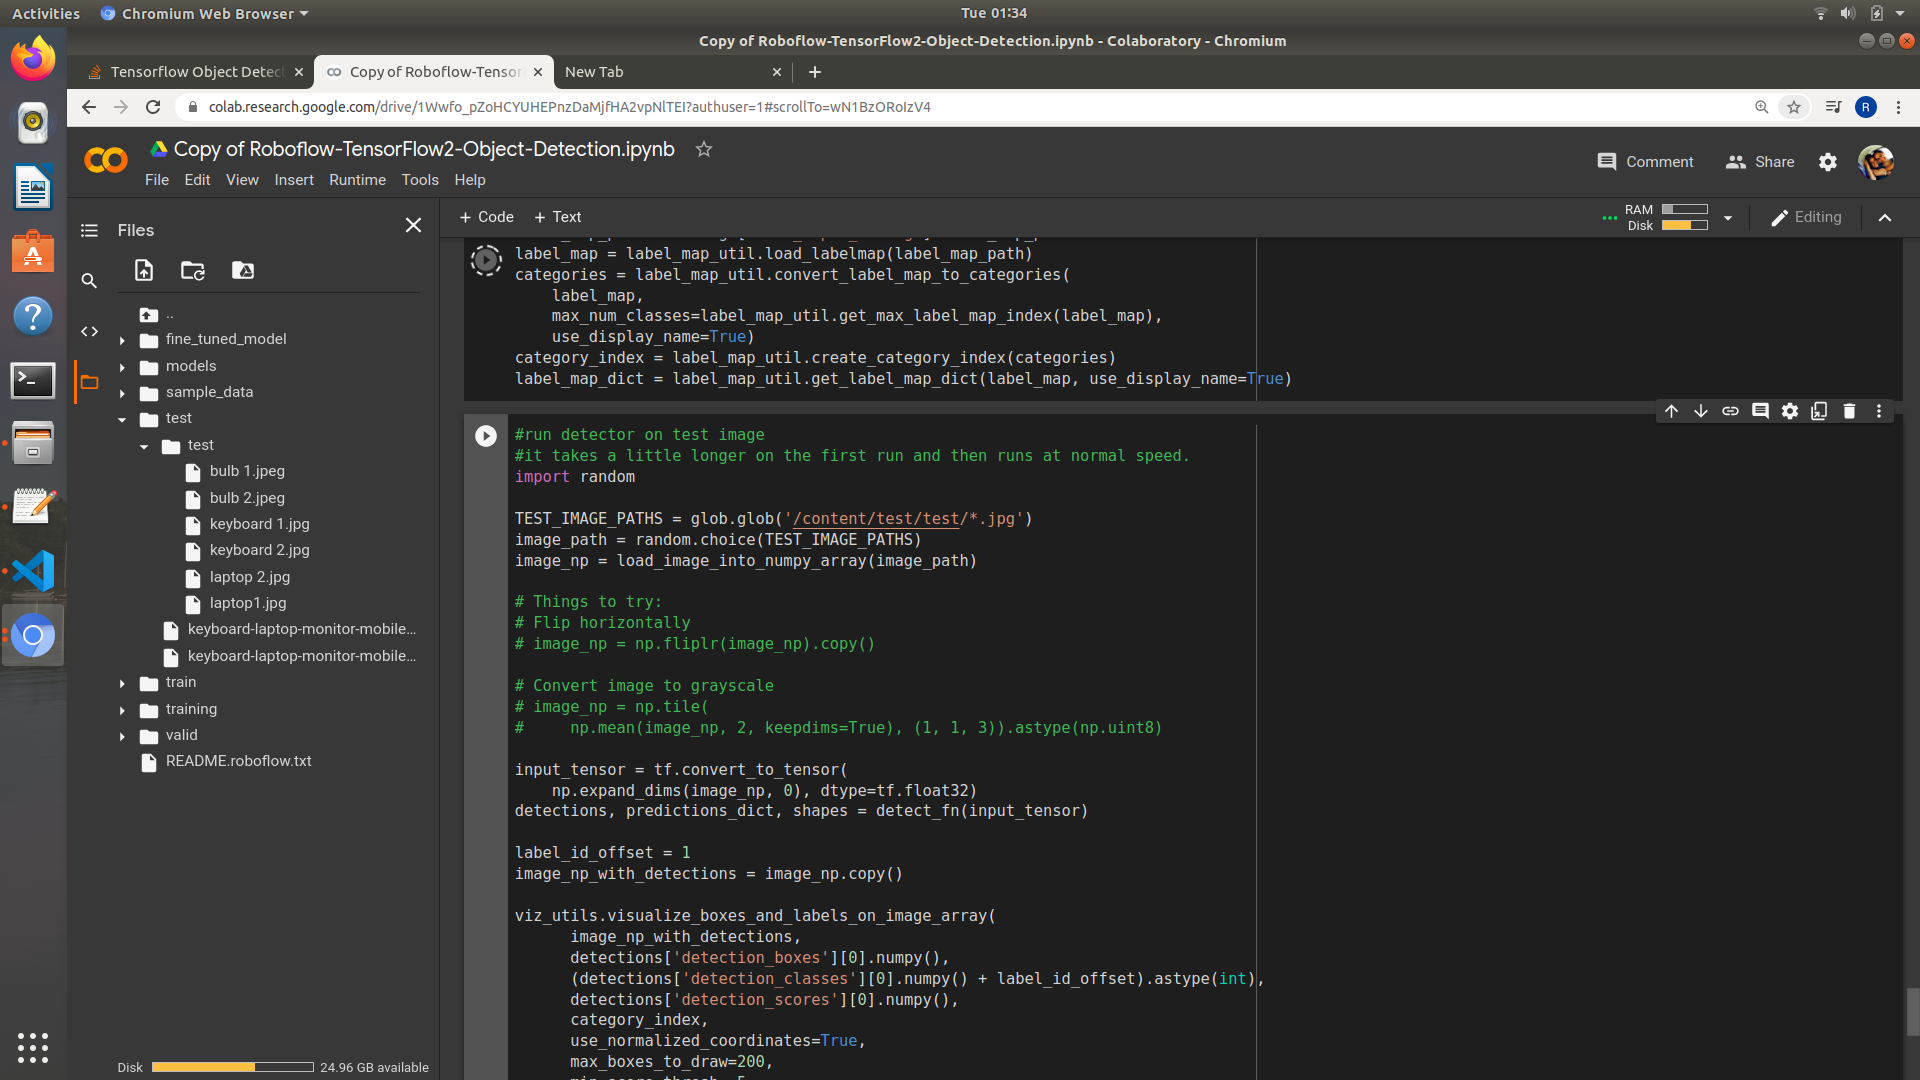 Activities
Chromium Web Browser
Tue 01:34
Copy of Roboflow-TensorFlow2-Object-Detection.ipynb - Colaboratory - Chromium
Tensorflow Object Detect
Copy of Roboflow-Tensor
New Tab
colab.research.google.com/drive/1Wwfo_pZoHCYUHEPnzDaMjfHA2vpNlTEI?authuser=1#scrollTo=wN1BzORoIzV4
R
Copy of Roboflow-TensorFlow2-Object-Detection.ipynb
File Edit View Insert Runtime Tools Help
Comment
Share
Files
+ Code + Text
RAM
Disk
Editing
..
fine_tuned_model
models
sample_data
test
test
bulb 1.jpeg
bulb 2.jpeg
keyboard 1.jpg
keyboard 2.jpg
laptop 2.jpg
laptop1.jpg
keyboard-laptop-monitor-mobile...
keyboard-laptop-monitor-mobile...
train
training
valid
README.roboflow.txt
Disk
24.96 GB available
label_map = label_map_util.load_labelmap(label_map_path)
categories = label_map_util.convert_label_map_to_categories(
label_map,
max_num_classes=label_map_util.get_max_label_map_index(label_map),
use_display_name=True)
category_index = label_map_util.create_category_index(categories)
label_map_dict = label_map_util.get_label_map_dict(label_map, use_display_name=True)
#run detector on test image
#it takes a little longer on the first run and then runs at normal speed.
import random
TEST_IMAGE_PATHS = glob.glob('/content/test/test/*.jpg')
image_path = random.choice(TEST_IMAGE_PATHS)
image_np = load_image_into_numpy_array(image_path)
# Things to try:
# Flip horizontally
# image_np = np.fliplr(image_np).copy()
# Convert image to grayscale
# image_np = np.tile(
#     np.mean(image_np, 2, keepdims=True), (1, 1, 3)).astype(np.uint8)
input_tensor = tf.convert_to_tensor(
np.expand_dims(image_np, 0), dtype=tf.float32)
detections, predictions_dict, shapes = detect_fn(input_tensor)
label_id_offset = 1
image_np_with_detections = image_np.copy()
viz_utils.visualize_boxes_and_labels_on_image_array(
image_np_with_detections,
detections['detection_boxes'][0].numpy(),
(detections['detection_classes'][0].numpy() + label_id_offset).astype(int),
detections['detection_scores'][0].numpy(),
category_index,
use_normalized_coordinates=True,
max_boxes_to_draw=200,